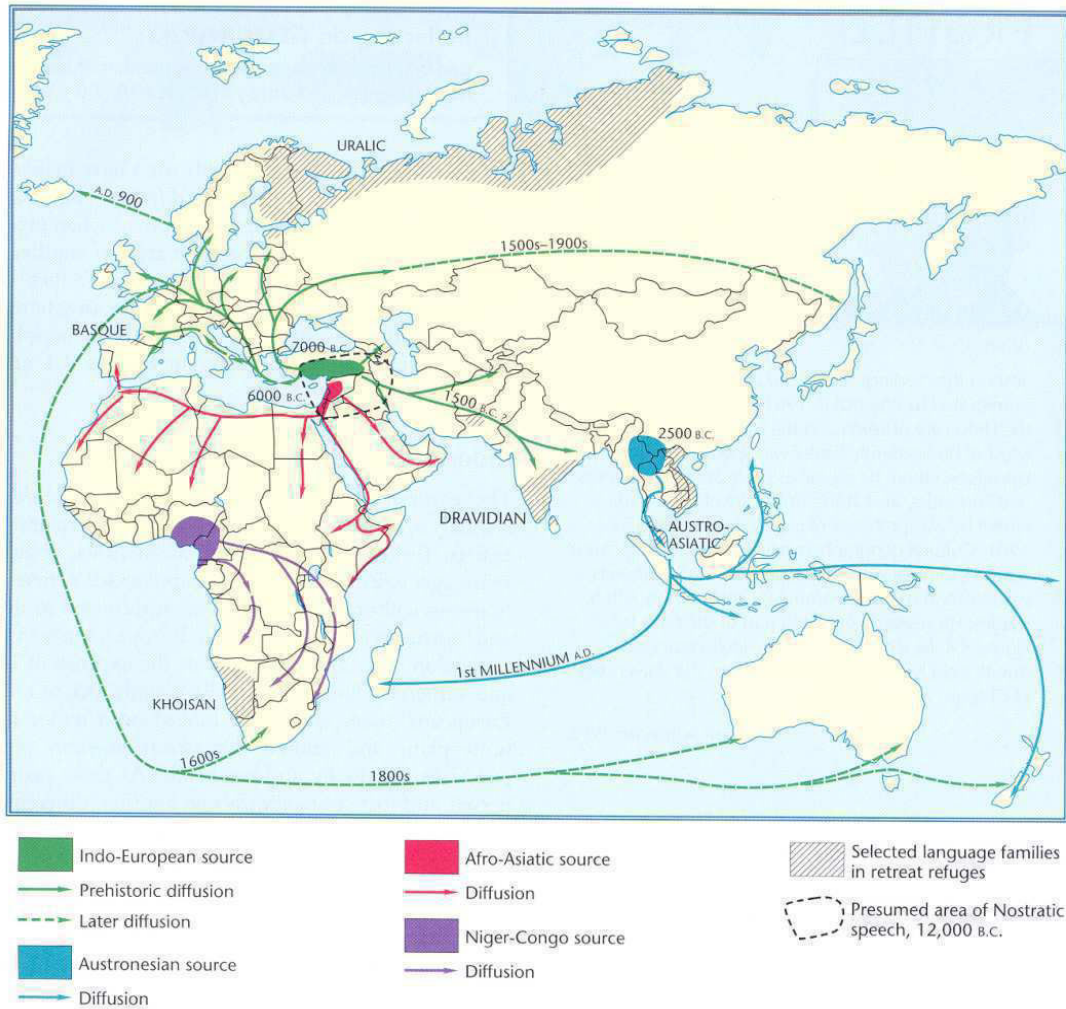 URALIC
A.D. 900
1500s–1900s
BASQUE
7000 B.C.
6000 B.C.
1500 B.C.?
2500 B.C.
DRAVIDIAN
AUSTRO-
ASIATIC
1st MILLENNIUM A.D.
KHOISAN
1600s
1800s
Indo-European source
Prehistoric diffusion
Later diffusion
Austronesian source
Diffusion
Afro-Asiatic source
Diffusion
Niger-Congo source
Diffusion
Selected language families
in retreat refuges
Presumed area of Nostratic
speech, 12,000 B.C.